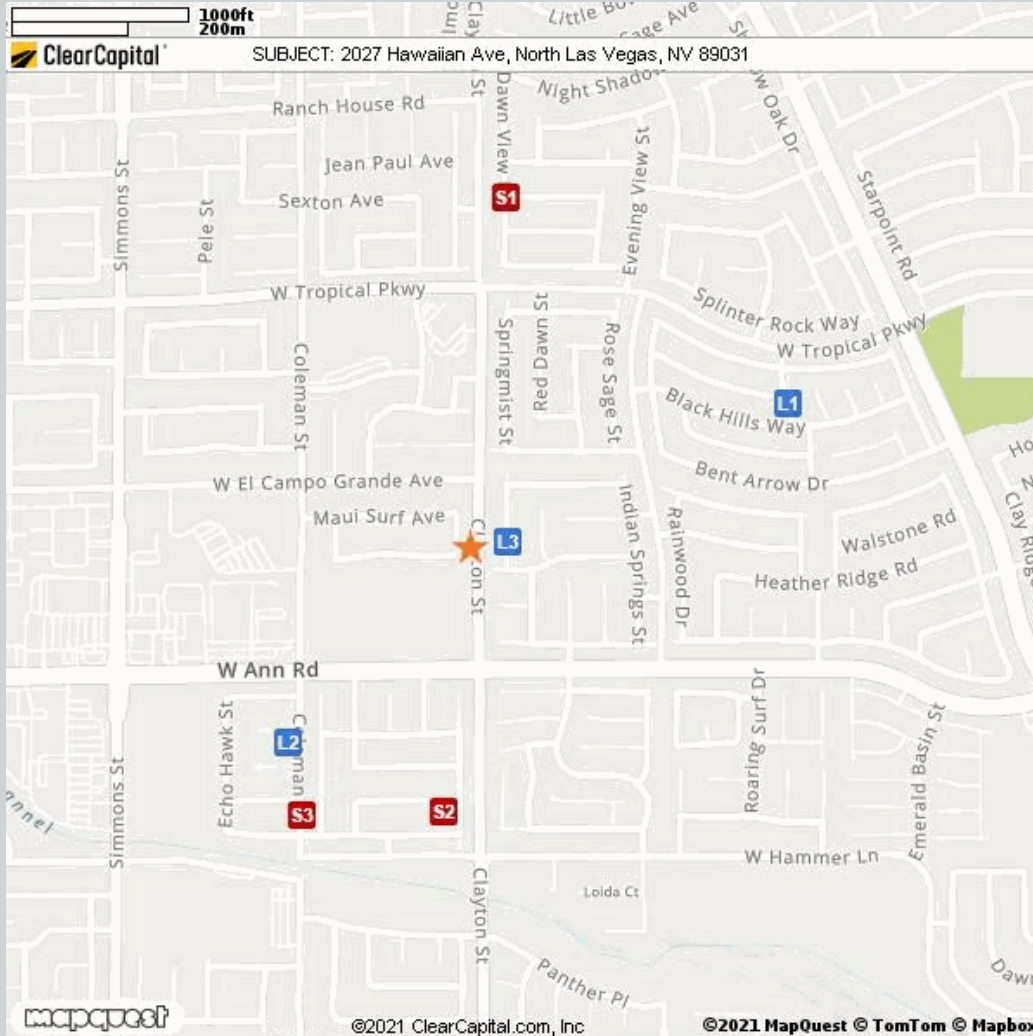 1000ft
200m
ClearCapital
SUBJECT: 2027 Hawaiian Ave, North Las Vegas, NV 89031
Ranch House Rd
Jean Paul Ave
Sexton Ave
Simmons St
Pele St
Dawn View
Night
S1
Evening View St
Oak Dr
Starpoint Rd
W Tropical Pkwy
Splinter Rock Way
W Tropical Pkwy
Coleman St
Springmist St
Red Dawn St
Rose Sage St
L1
Black Hills Way
Bent Arrow Dr
W El Campo Grande Ave
Maui Surf Ave
L3
Indian Springs St
Rainwood Dr
Walstone Rd
Heather Ridge Rd
Clay
W Ann Rd
Echo Hawk St
L2
S3
S2
Roaring Surf Dr
Emerald Basin St
Simmons St
W Hammer Ln
Loida Ct
Clayton St
Panther Pl
mapquest
©2021 ClearCapital.com, Inc
©2021 MapQuest © TomTom © Mapbox